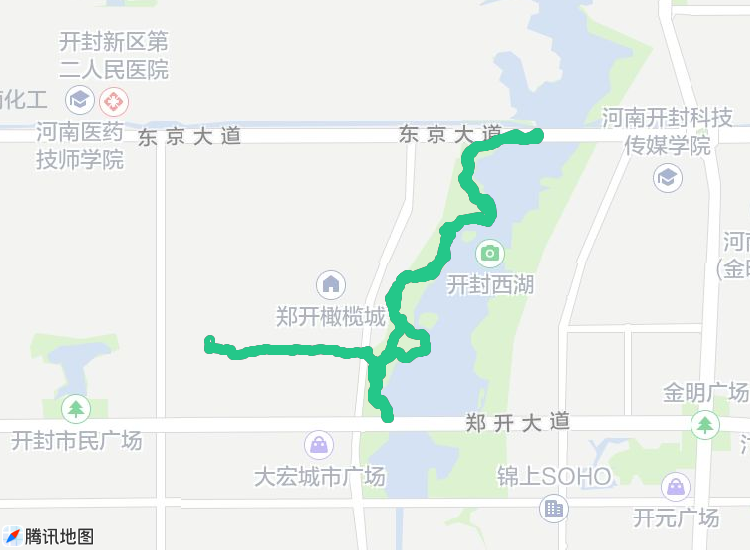 开封新区第
二人民医院
化工
河南医药
技师学院
东京大道
东京大道
河南开封科技
传媒学院
开封西湖
郑开橄榄城
河南
(金明
开封市民广场
郑开大道
金明广场
大宏城市广场
锦上SOHO
开元广场
腾讯地图